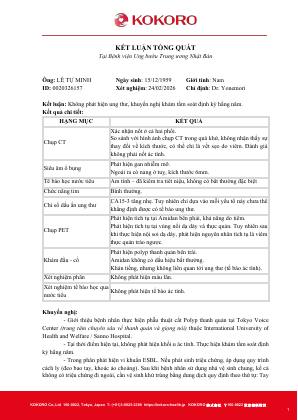 KOKORO
KẾT LUẬN TỔNG QUÁT
Tại Bệnh viện Ung bướu Trung ương Nhật Bản
Ông: LÊ TỰ MINH Ngày sinh: 15/12/1959 Giới tính: Nam
ID: 0020326157 Xét nghiệm: 24/02/2026 Chỉ định: Dr. Yonemori
Kết luận: Không phát hiện ung thư, khuyến nghị khám tầm soát định kỳ hằng năm.
Kết quả chi tiết:
HẠNG MỤC KẾT QUẢ
Chụp CT
Xác nhận nốt ở cả hai phổi.
So sánh với hình ảnh chụp CT trong quá khứ, không nhận thấy sự
thay đổi về kích thước, có thể chỉ là vết sẹo do viêm. Đánh giá
không phải nốt ác tính.
Siêu âm ổ bụng
Phát hiện gan nhiễm mỡ.
Ngoài ra có nang ở tụy, kích thước 6mm.
Tế bào học nước tiểu Âm tính – đã kiểm tra tiết niệu, không có bất thường đặc biệt
Chức năng tim Bình thường.
Chỉ số dấu ấn ung thư
CA15-3 tăng nhẹ. Tuy nhiên chỉ dựa vào mỗi yếu tố này chưa thể
khẳng định được có tế bào ung thư.
Chụp PET
Phát hiện tích tụ tại Amidan bên phải, khả năng do viêm.
Phát hiện tích tụ tại vùng nối dạ dày và thực quản. Tuy nhiên sau
khi thực hiện nội soi dạ dày, phát hiện nguyên nhân tích tụ là viêm
thực quản trào ngược.
Khám đầu - cổ
Phát hiện polyp thanh quản bên trái.
Amidan không có dấu hiệu bất thường.
Khàn tiếng, nhưng không liên quan tới ung thư (tế bào ác tính).
Xét nghiệm phân Không phát hiện máu lẫn.
Xét nghiệm tế bào học qua
nước tiểu
Không phát hiện tế bào ác tính.
Khuyến nghị:
- Giới thiệu bệnh nhân thực hiện phẫu thuật cắt Polyp thanh quản tại Tokyo Voice
Center (trung tâm chuyên sâu về thanh quản và giọng nói) thuộc International University of
Health and Welfare / Sanno Hospital.
- Tại thời điểm hiện tại, không phát hiện khối u ác tính. Thực hiện khám tầm soát định
kỳ hằng năm.
- Trong phân phát hiện vi khuẩn ESBL. Nếu phát sinh triệu chứng, áp dụng quy trình
cách ly (đeo bao tay, khoác áo choàng). Sau khi bệnh nhân sử dụng nhà vệ sinh chung, kể cả
không có triệu chứng đi ngoài, cần vệ sinh khử trùng bằng dung dịch quy định theo thứ tự: Tay